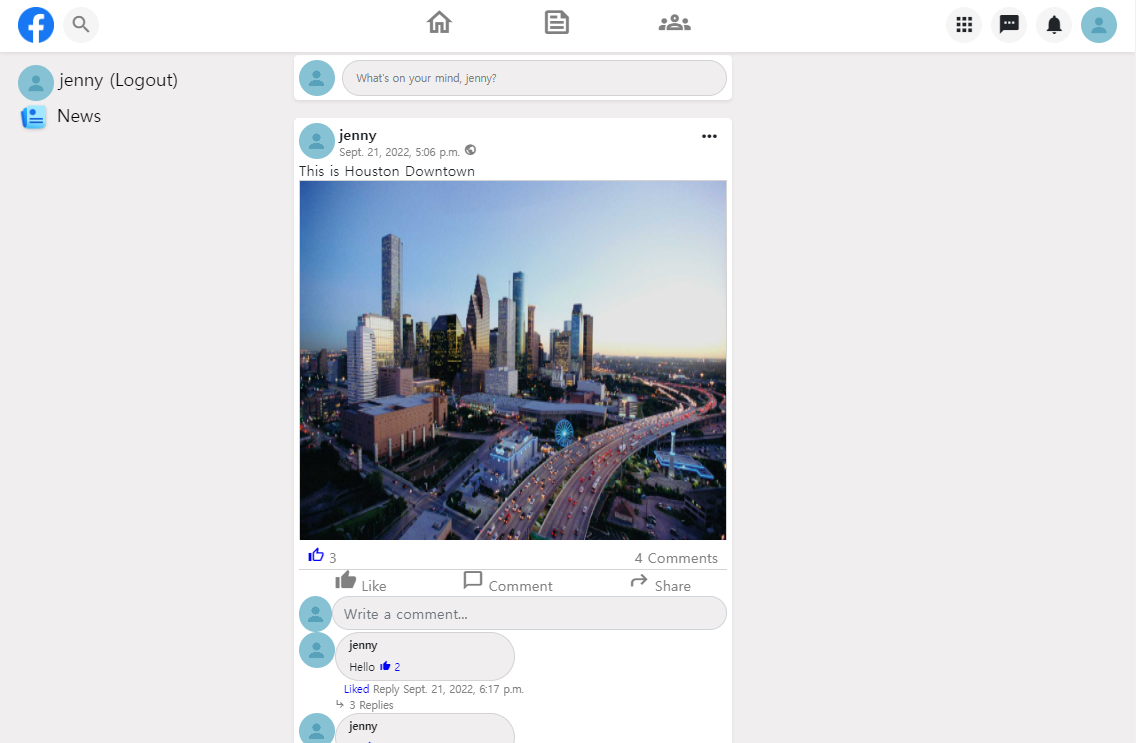 jenny (Logout)
News
What's on your mind, jenny?
jenny
Sept. 21, 2022, 5:06 p.m.
This is Houston Downtown
3
4 Comments
Like
Comment
Share
Write a comment...
jenny
Hello 2
Liked Reply Sept. 21, 2022, 6:17 p.m.
3 Replies
jenny